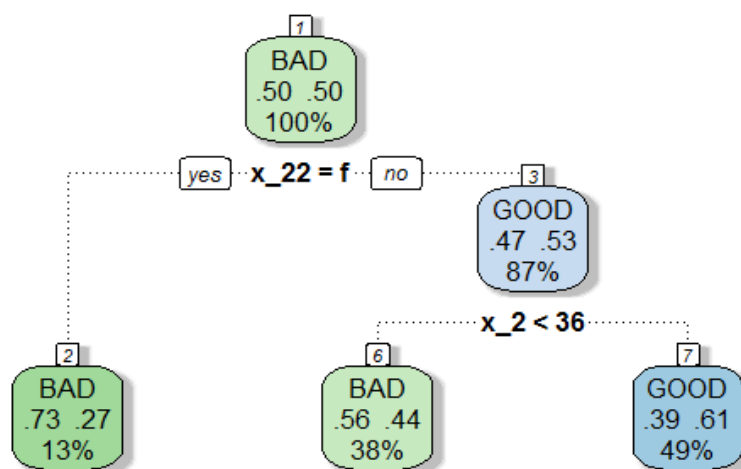 1
BAD
.50 .50
100%
yes x_22 = f no
3
GOOD
.47 .53
87%
x_2 < 36
2
BAD
.73 .27
13%
6
BAD
.56 .44
38%
7
GOOD
.39 .61
49%